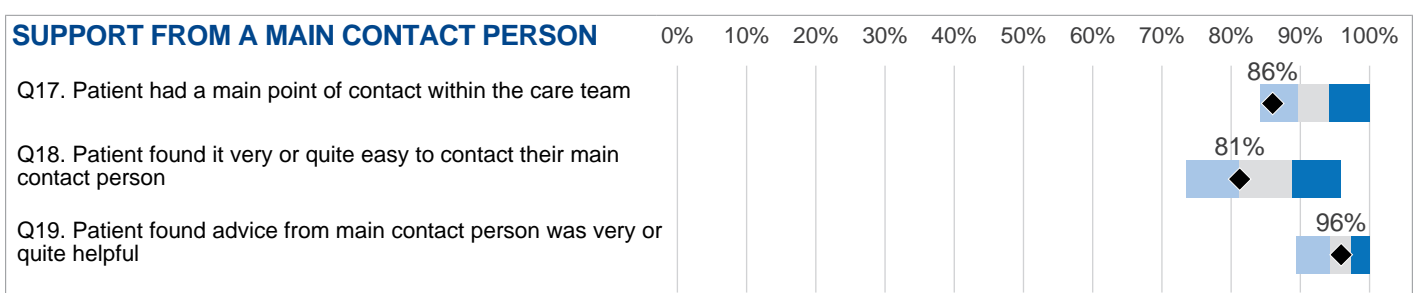 SUPPORT FROM A MAIN CONTACT PERSON 0% 10% 20% 30% 40% 50% 60% 70% 80% 90% 100%
86%
Q17. Patient had a main point of contact within the care team
81%
Q18. Patient found it very or quite easy to contact their main
contact person
96%
Q19. Patient found advice from main contact person was very or
quite helpful